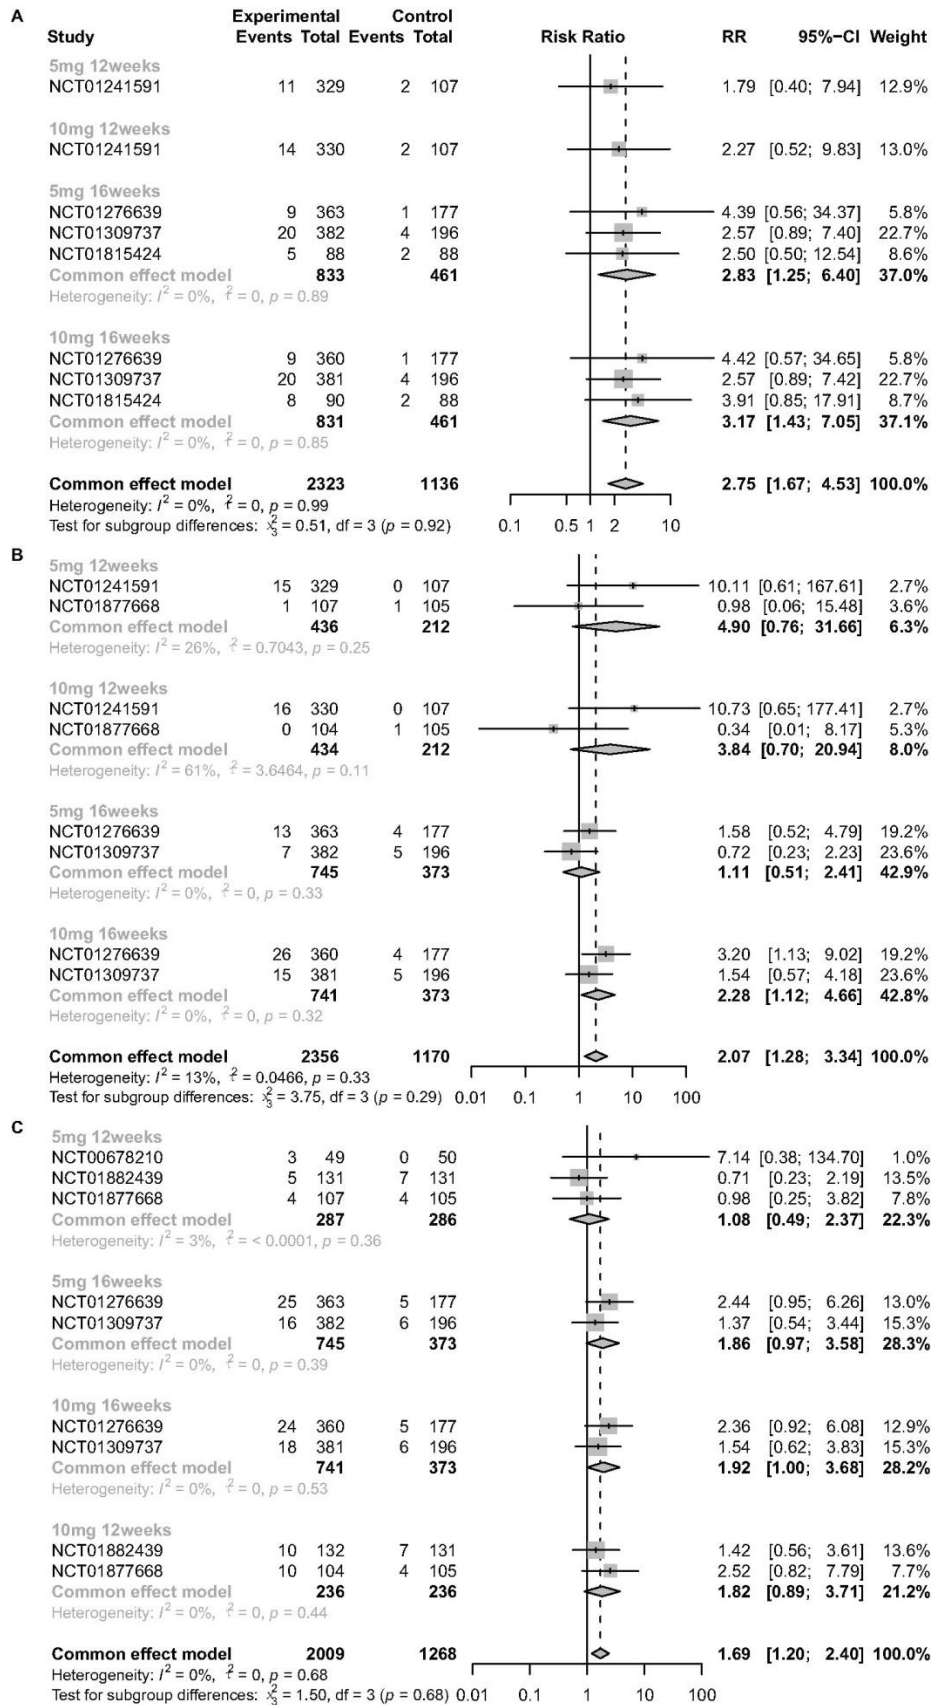 A
Experimental Control
Study Events Total Events Total Risk Ratio RR 95%−CI Weight
5mg 12weeks
NCT01241591 11 329 2 107 1.79 [0.40; 7.94] 12.9%
10mg 12weeks
NCT01241591 14 330 2 107 2.27 [0.52; 9.83] 13.0%
5mg 16weeks
NCT01276639 9 363 1 177 4.39 [0.56; 34.37] 5.8%
NCT01309737 20 382 4 196 2.57 [0.89; 7.40] 22.7%
NCT01815424 5 88 2 88 2.50 [0.50; 12.54] 8.6%
Common effect model 833 461 2.83 [1.25; 6.40] 37.0%
Heterogeneity: I² = 0%, τ² = 0, p = 0.89
10mg 16weeks
NCT01276639 9 360 1 177 4.42 [0.57; 34.65] 5.8%
NCT01309737 20 381 4 196 2.57 [0.89; 7.42] 22.7%
NCT01815424 8 90 2 88 3.91 [0.85; 17.91] 8.7%
Common effect model 831 461 3.17 [1.43; 7.05] 37.1%
Heterogeneity: I² = 0%, τ² = 0, p = 0.85
Common effect model 2323 1136 2.75 [1.67; 4.53] 100.0%
Heterogeneity: I² = 0%, τ² = 0, p = 0.99
Test for subgroup differences: χ²₃ = 0.51, df = 3 (p = 0.92)
0.1 0.5 1 2 10
B
5mg 12weeks
NCT01241591 15 329 0 107 10.11 [0.61; 167.61] 2.7%
NCT01877668 1 107 1 105 0.98 [0.06; 15.48] 3.6%
Common effect model 436 212 4.90 [0.76; 31.66] 6.3%
Heterogeneity: I² = 26%, τ² = 0.7043, p = 0.25
10mg 12weeks
NCT01241591 16 330 0 107 10.73 [0.65; 177.41] 2.7%
NCT01877668 0 104 1 105 0.34 [0.01; 8.17] 5.3%
Common effect model 434 212 3.84 [0.70; 20.94] 8.0%
Heterogeneity: I² = 61%, τ² = 3.6464, p = 0.11
5mg 16weeks
NCT01276639 13 363 4 177 1.58 [0.52; 4.79] 19.2%
NCT01309737 7 382 5 196 0.72 [0.23; 2.23] 23.6%
Common effect model 745 373 1.11 [0.51; 2.41] 42.9%
Heterogeneity: I² = 0%, τ² = 0, p = 0.33
10mg 16weeks
NCT01276639 26 360 4 177 3.20 [1.13; 9.02] 19.2%
NCT01309737 15 381 5 196 1.54 [0.57; 4.18] 23.6%
Common effect model 741 373 2.28 [1.12; 4.66] 42.8%
Heterogeneity: I² = 0%, τ² = 0, p = 0.32
Common effect model 2356 1170 2.07 [1.28; 3.34] 100.0%
Heterogeneity: I² = 13%, τ² = 0.0466, p = 0.33
Test for subgroup differences: χ²₃ = 3.75, df = 3 (p = 0.29)
0.01 0.1 1 10 100
C
5mg 12weeks
NCT00678210 3 49 0 50 7.14 [0.38; 134.70] 1.0%
NCT01882439 5 131 7 131 0.71 [0.23; 2.19] 13.5%
NCT01877668 4 107 4 105 0.98 [0.25; 3.82] 7.8%
Common effect model 287 286 1.08 [0.49; 2.37] 22.3%
Heterogeneity: I² = 3%, τ² = < 0.0001, p = 0.36
5mg 16weeks
NCT01276639 25 363 5 177 2.44 [0.95; 6.26] 13.0%
NCT01309737 16 382 6 196 1.37 [0.54; 3.44] 15.3%
Common effect model 745 373 1.86 [0.97; 3.58] 28.3%
Heterogeneity: I² = 0%, τ² = 0, p = 0.39
10mg 16weeks
NCT01276639 24 360 5 177 2.36 [0.92; 6.08] 12.9%
NCT01309737 18 381 6 196 1.54 [0.62; 3.83] 15.3%
Common effect model 741 373 1.92 [1.00; 3.68] 28.2%
Heterogeneity: I² = 0%, τ² = 0, p = 0.53
10mg 12weeks
NCT01882439 10 132 7 131 1.42 [0.56; 3.61] 13.6%
NCT01877668 10 104 4 105 2.52 [0.82; 7.79] 7.7%
Common effect model 236 236 1.82 [0.89; 3.71] 21.2%
Heterogeneity: I² = 0%, τ² = 0, p = 0.44
Common effect model 2009 1268 1.69 [1.20; 2.40] 100.0%
Heterogeneity: I² = 0%, τ² = 0, p = 0.68
Test for subgroup differences: χ²₃ = 1.50, df = 3 (p = 0.68)
0.01 0.1 1 10 100